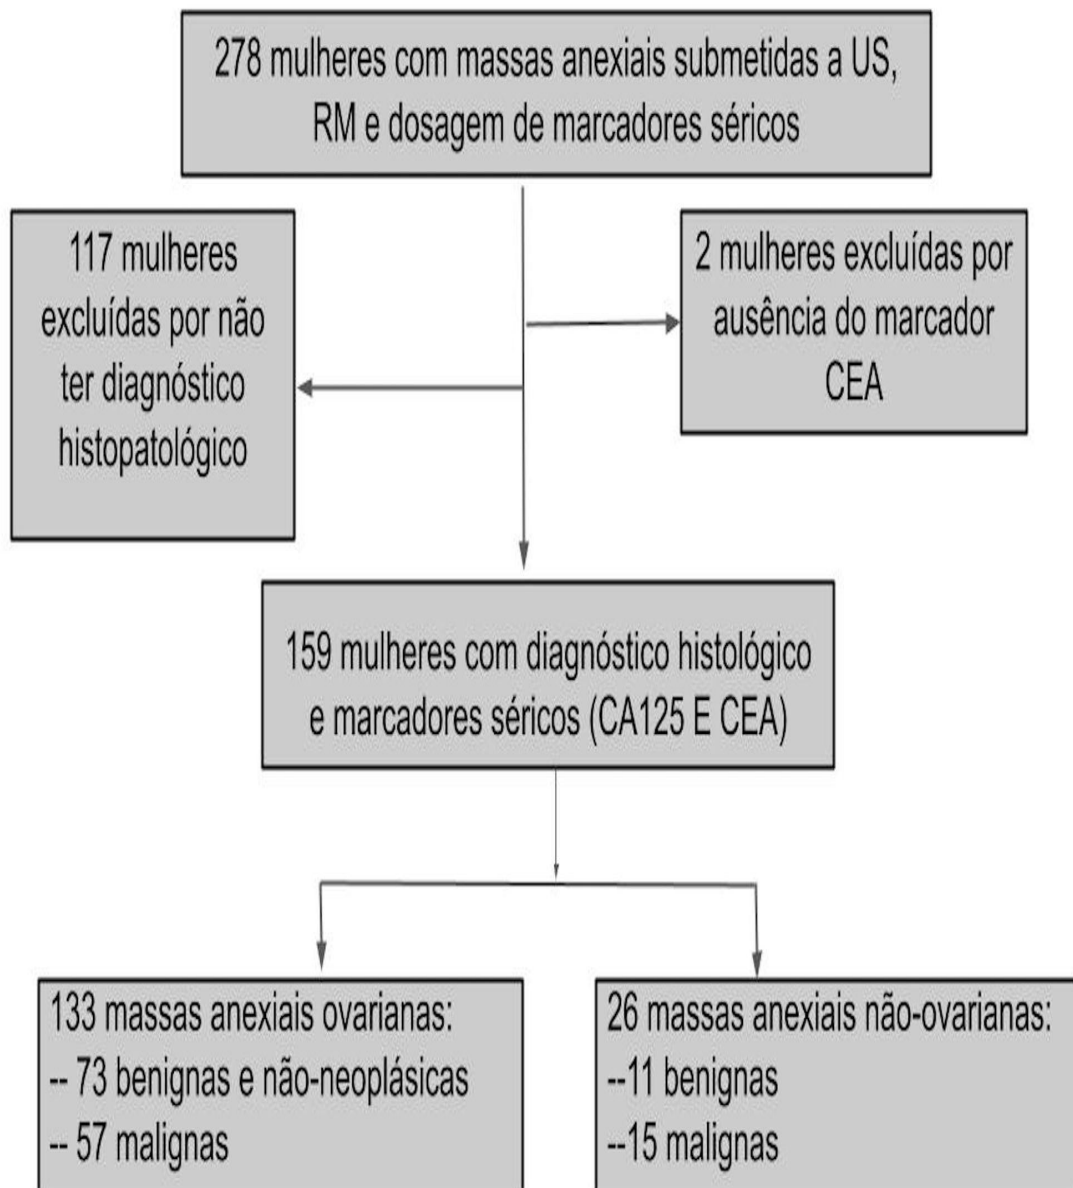 278 mulheres com massas anexiais submetidas a US,
RM e dosagem de marcadores séricos
117 mulheres
excluídas por não
ter diagnóstico
histopatológico
2 mulheres excluídas por
ausência do marcador
CEA
159 mulheres com diagnóstico histológico
e marcadores séricos (CA125 E CEA)
133 massas anexiais ovarianas:
-- 73 benignas e não-neoplásicas
-- 57 malignas
26 massas anexiais não-ovarianas:
--11 benignas
--15 malignas